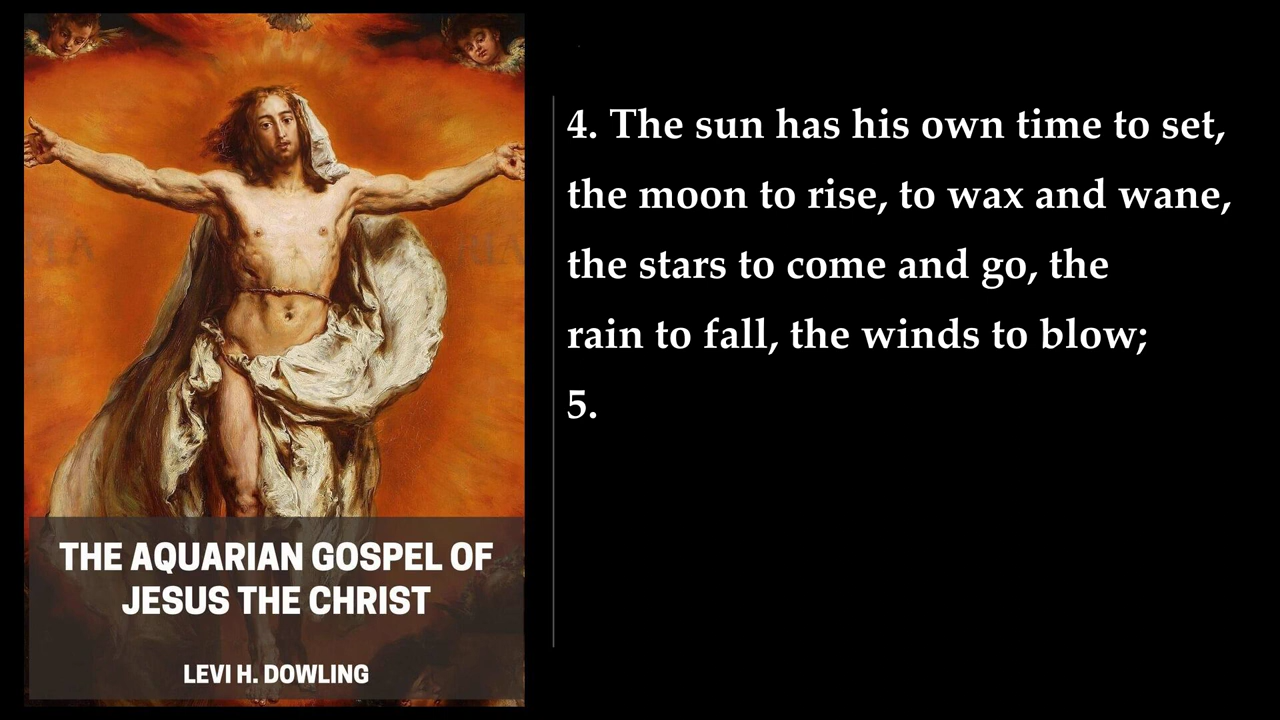 THE AQUARIAN GOSPEL OF
JESUS THE CHRIST
LEVI H. DOWLING
4. The sun has his own time to set,
the moon to rise, to wax and wane,
the stars to come and go, the
rain to fall, the winds to blow;
5.